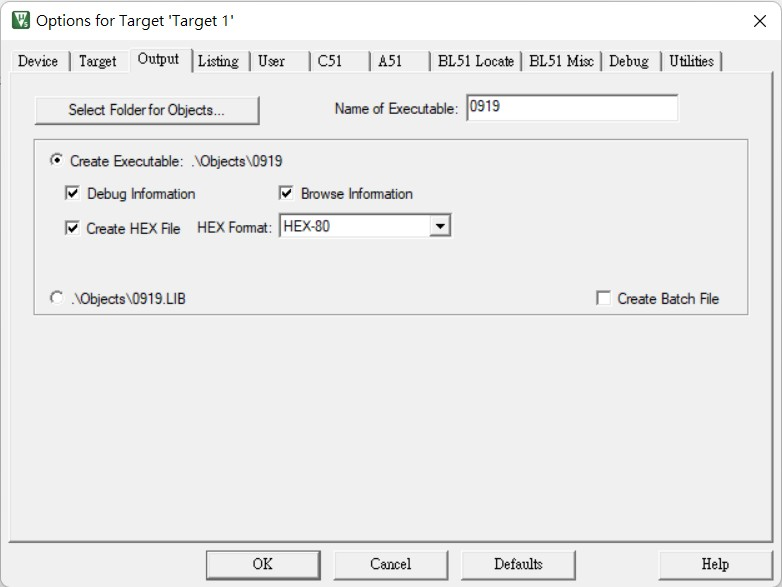 Options for Target 'Target 1'
Device Target Output Listing User C51 A51 BL51 Locate BL51 Misc Debug Utilities
Select Folder for Objects... Name of Executable: 0919
Create Executable: .\Objects\0919
Debug Information Browse Information
Create HEX File HEX Format: HEX-80
.\Objects\0919.LIB Create Batch File
OK Cancel Defaults Help